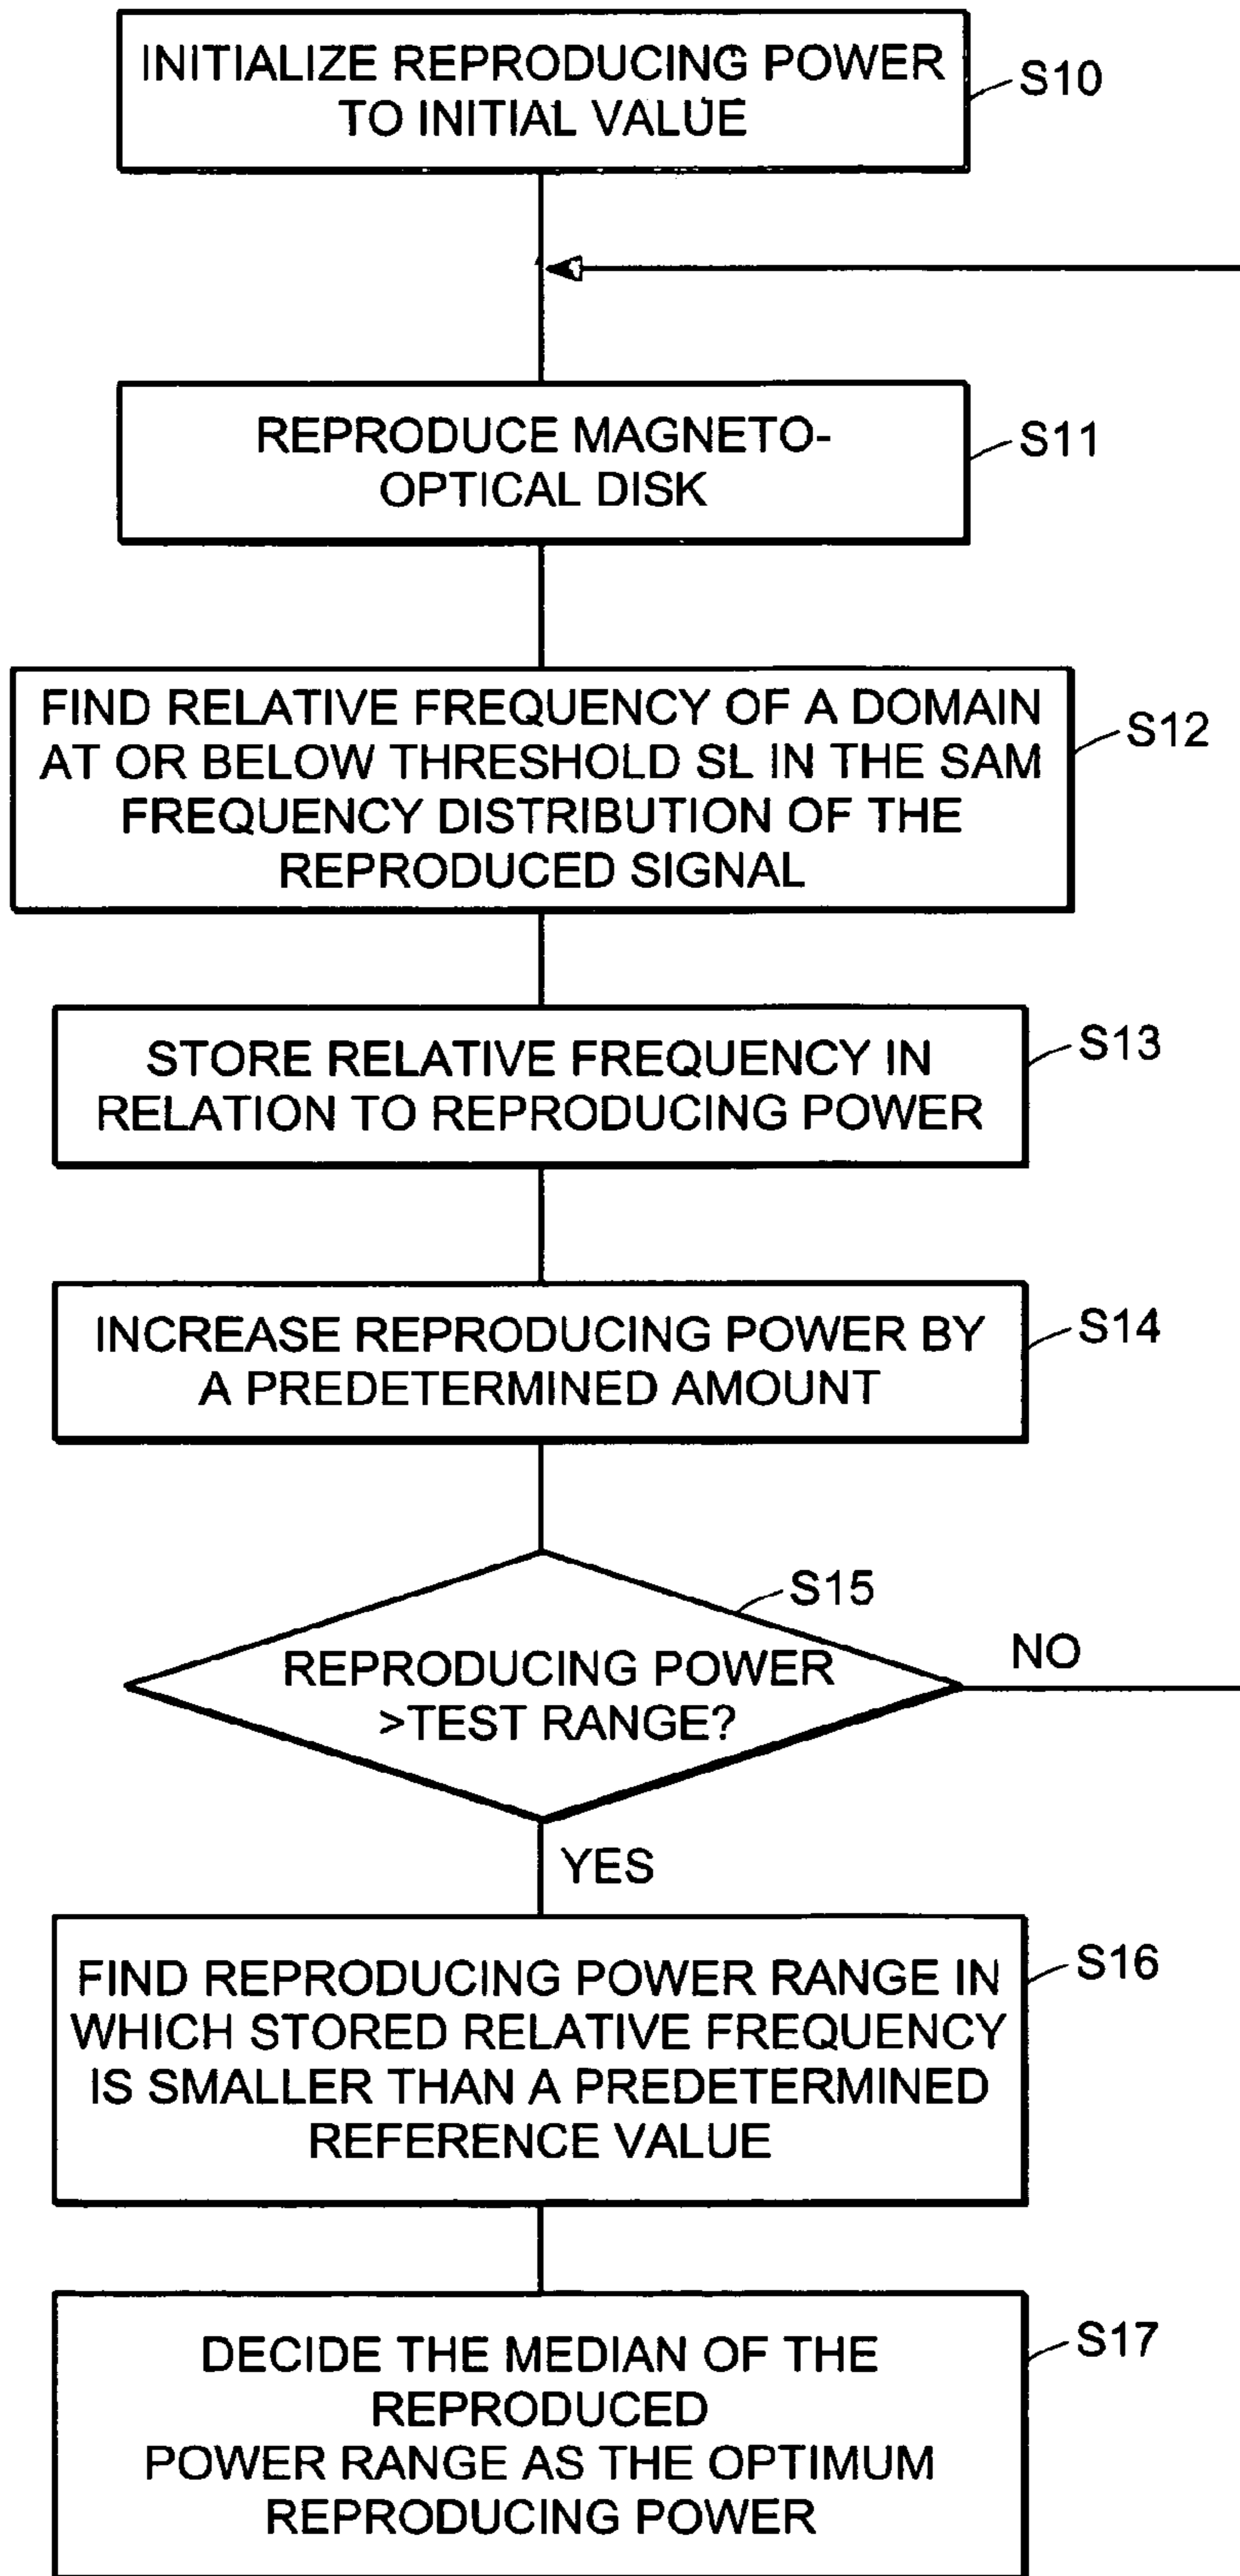 INITIALIZE REPRODUCING POWER
TO INITIAL VALUE
S10
REPRODUCE MAGNETO-
OPTICAL DISK
S11
FIND RELATIVE FREQUENCY OF A DOMAIN
AT OR BELOW THRESHOLD SL IN THE SAM
FREQUENCY DISTRIBUTION OF THE
REPRODUCED SIGNAL
S12
STORE RELATIVE FREQUENCY IN
RELATION TO REPRODUCING POWER
S13
INCREASE REPRODUCING POWER BY
A PREDETERMINED AMOUNT
S14
S15
REPRODUCING POWER
>TEST RANGE?
NO
YES
FIND REPRODUCING POWER RANGE IN
WHICH STORED RELATIVE FREQUENCY
IS SMALLER THAN A PREDETERMINED
REFERENCE VALUE
S16
DECIDE THE MEDIAN OF THE
REPRODUCED
POWER RANGE AS THE OPTIMUM
REPRODUCING POWER
S17